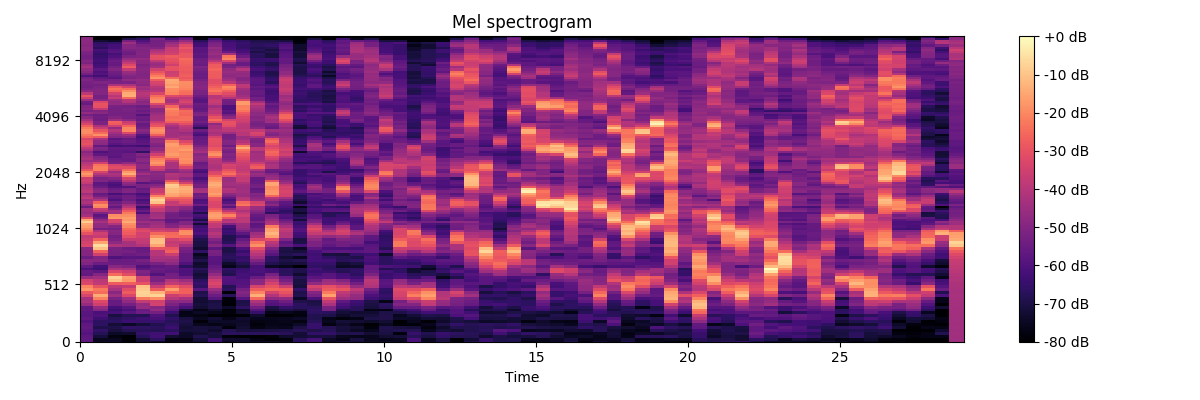 Mel spectrogram
8192
4096
2048
1024
512
0
Hz
0 5 10 15 20 25
Time
+0 dB
-10 dB
-20 dB
-30 dB
-40 dB
-50 dB
-60 dB
-70 dB
-80 dB